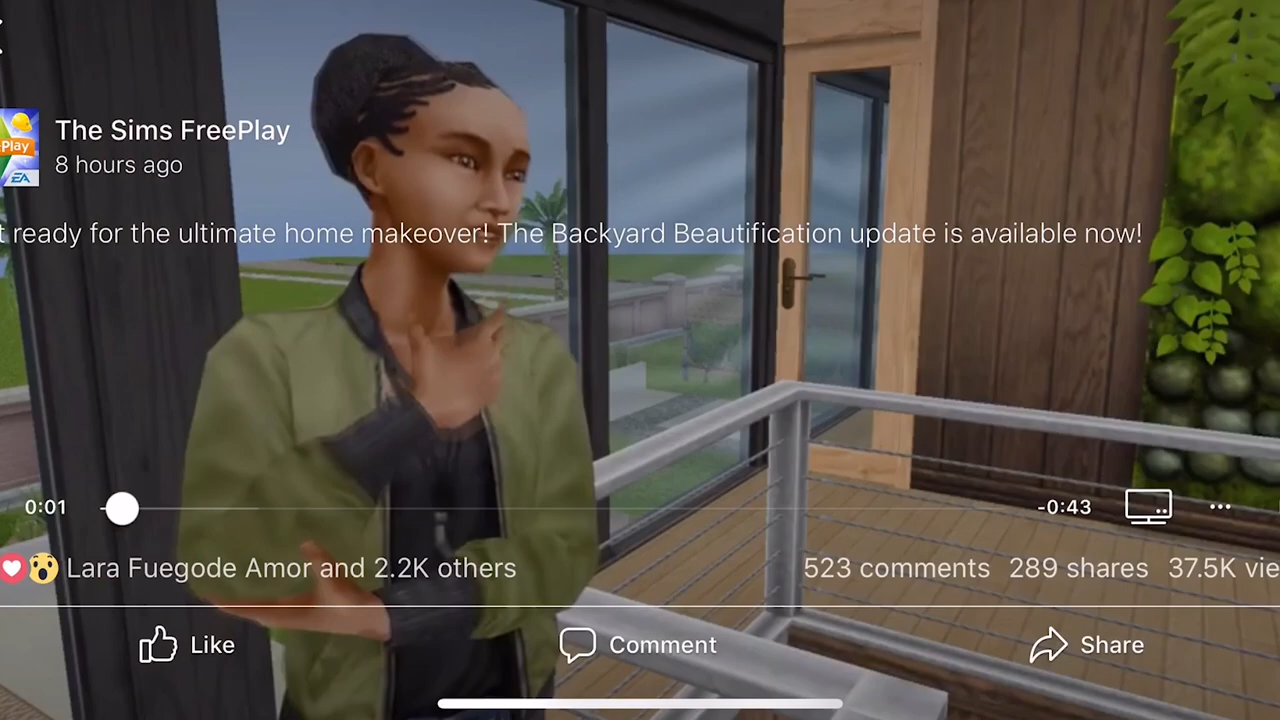 Play
EA
The Sims FreePlay
8 hours ago
ready for the ultimate home makeover! The Backyard Beautification update is available now!
0:01
-0:43
Lara Fuegode Amor and 2.2K others
523 comments 289 shares 37.5K vie
Like
Comment
Share